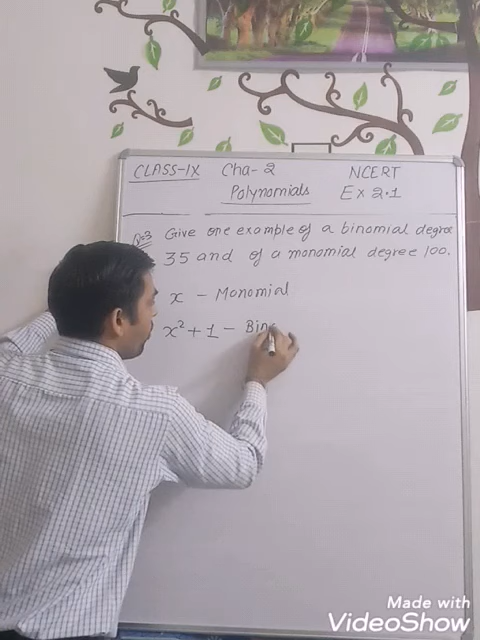 CLASS-IX Cha-2 NCERT
Polynomials Ex 2.1
Q.3 Give one example of a binomial degree
35 and of a monomial degree 100.
x - Monomial
x² + 1 - Bin
Made with
VideoShow